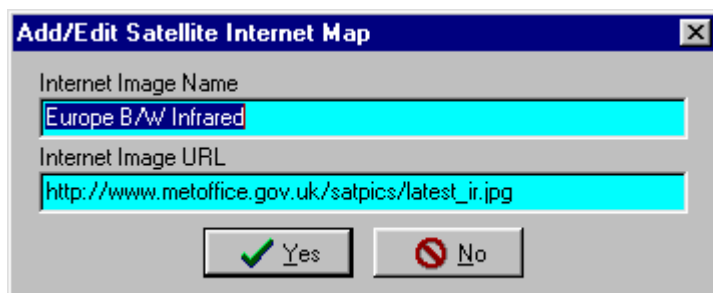 Add/Edit Satellite Internet Map
Internet Image Name
Europe B/W Infrared
Internet Image URL
http://www.metoffice.gov.uk/satpics/latest_ir.jpg
Yes No